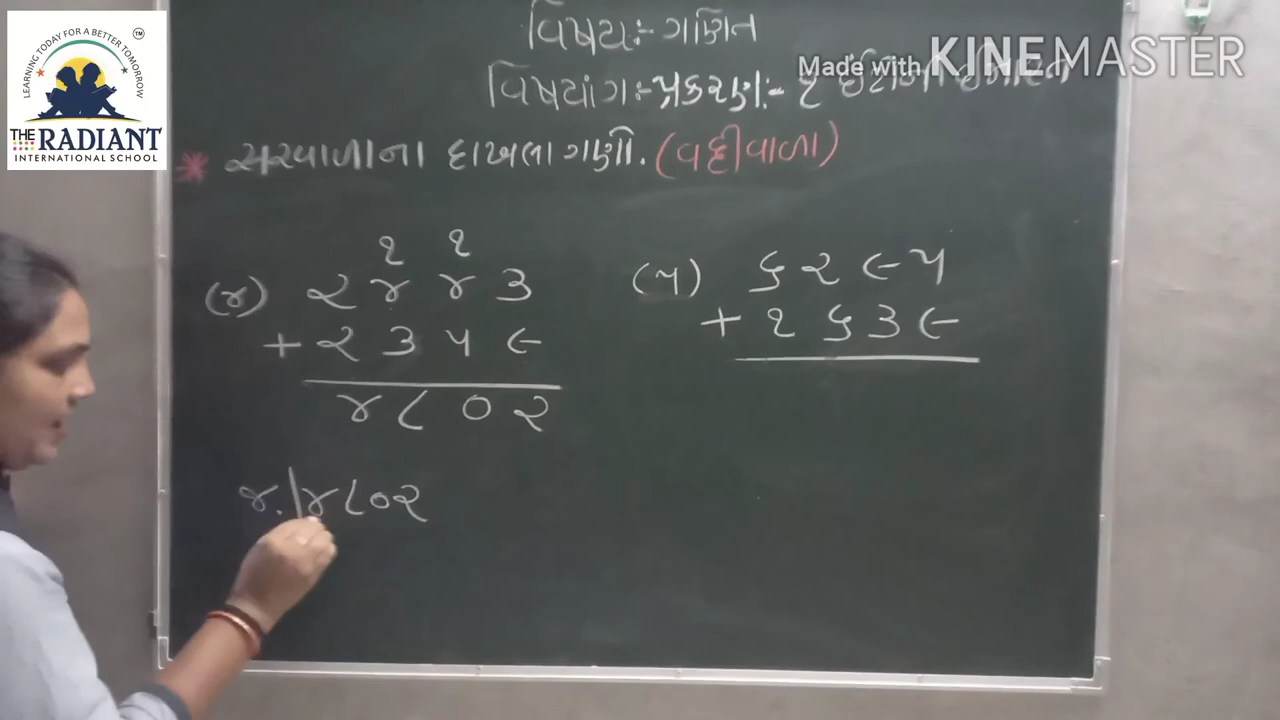 LEARNING TODAY FOR A BETTER TOMORROW
TM
THE RADIANT
INTERNATIONAL SCHOOL
Made with KINEMASTER
વિષય:- ગણિત
વિષયાંગ:- પ્રકરણ:- ૨
* સરવાળાના દાખલા ગણો. (વદ્દીવાળા)
૧ ૧
(૪) ૨ ૪ ૪ ૩
+ ૨ ૩ ૫ ૯
૪ ૮ ૦ ૨
૪. | ૪૮૦૨
(૫) ૬ ૨ ૯ ૫
+ ૧ ૬ ૩ ૯